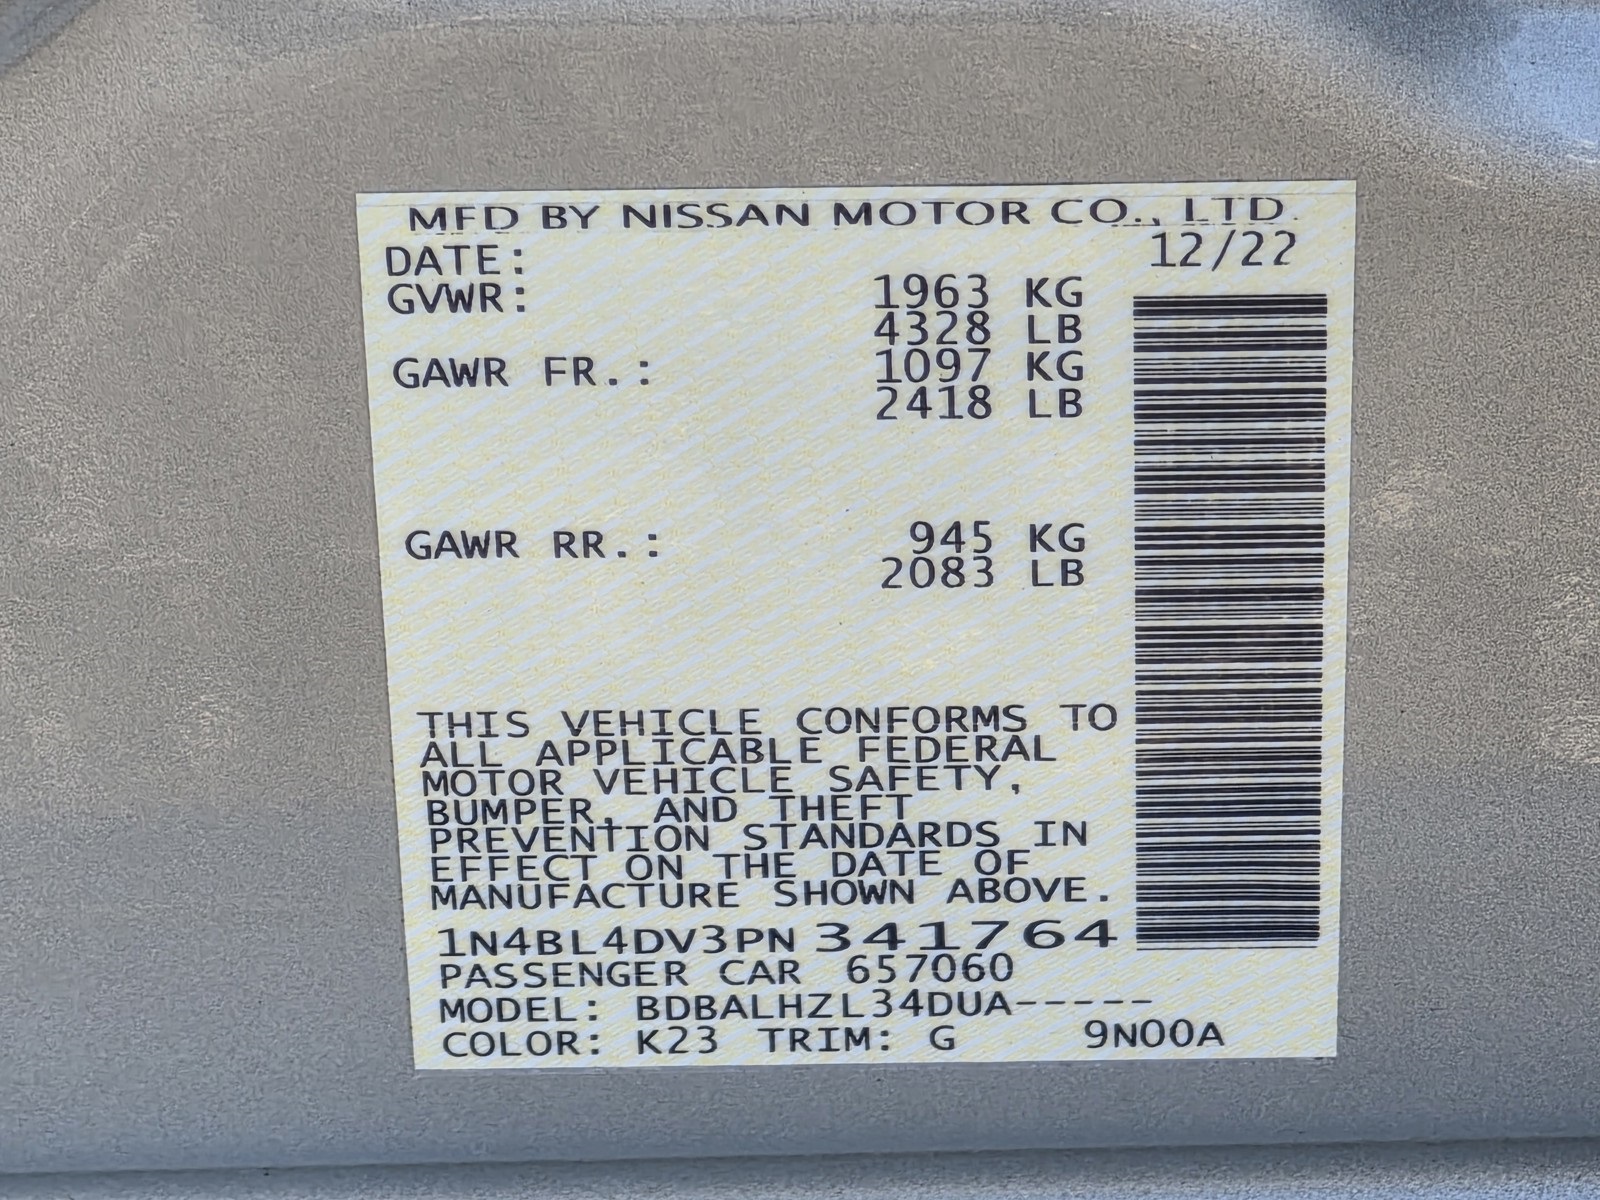 MFD BY NISSAN MOTOR CO., LTD.
DATE: 12/22
GVWR: 1963 KG
4328 LB
GAWR FR.: 1097 KG
2418 LB
GAWR RR.: 945 KG
2083 LB
THIS VEHICLE CONFORMS TO
ALL APPLICABLE FEDERAL
MOTOR VEHICLE SAFETY,
BUMPER, AND THEFT
PREVENTION STANDARDS IN
EFFECT ON THE DATE OF
MANUFACTURE SHOWN ABOVE.
1N4BL4DV3PN 341764
PASSENGER CAR 657060
MODEL: BDBALHZL34DUA-----
COLOR: K23 TRIM: G 9N00A